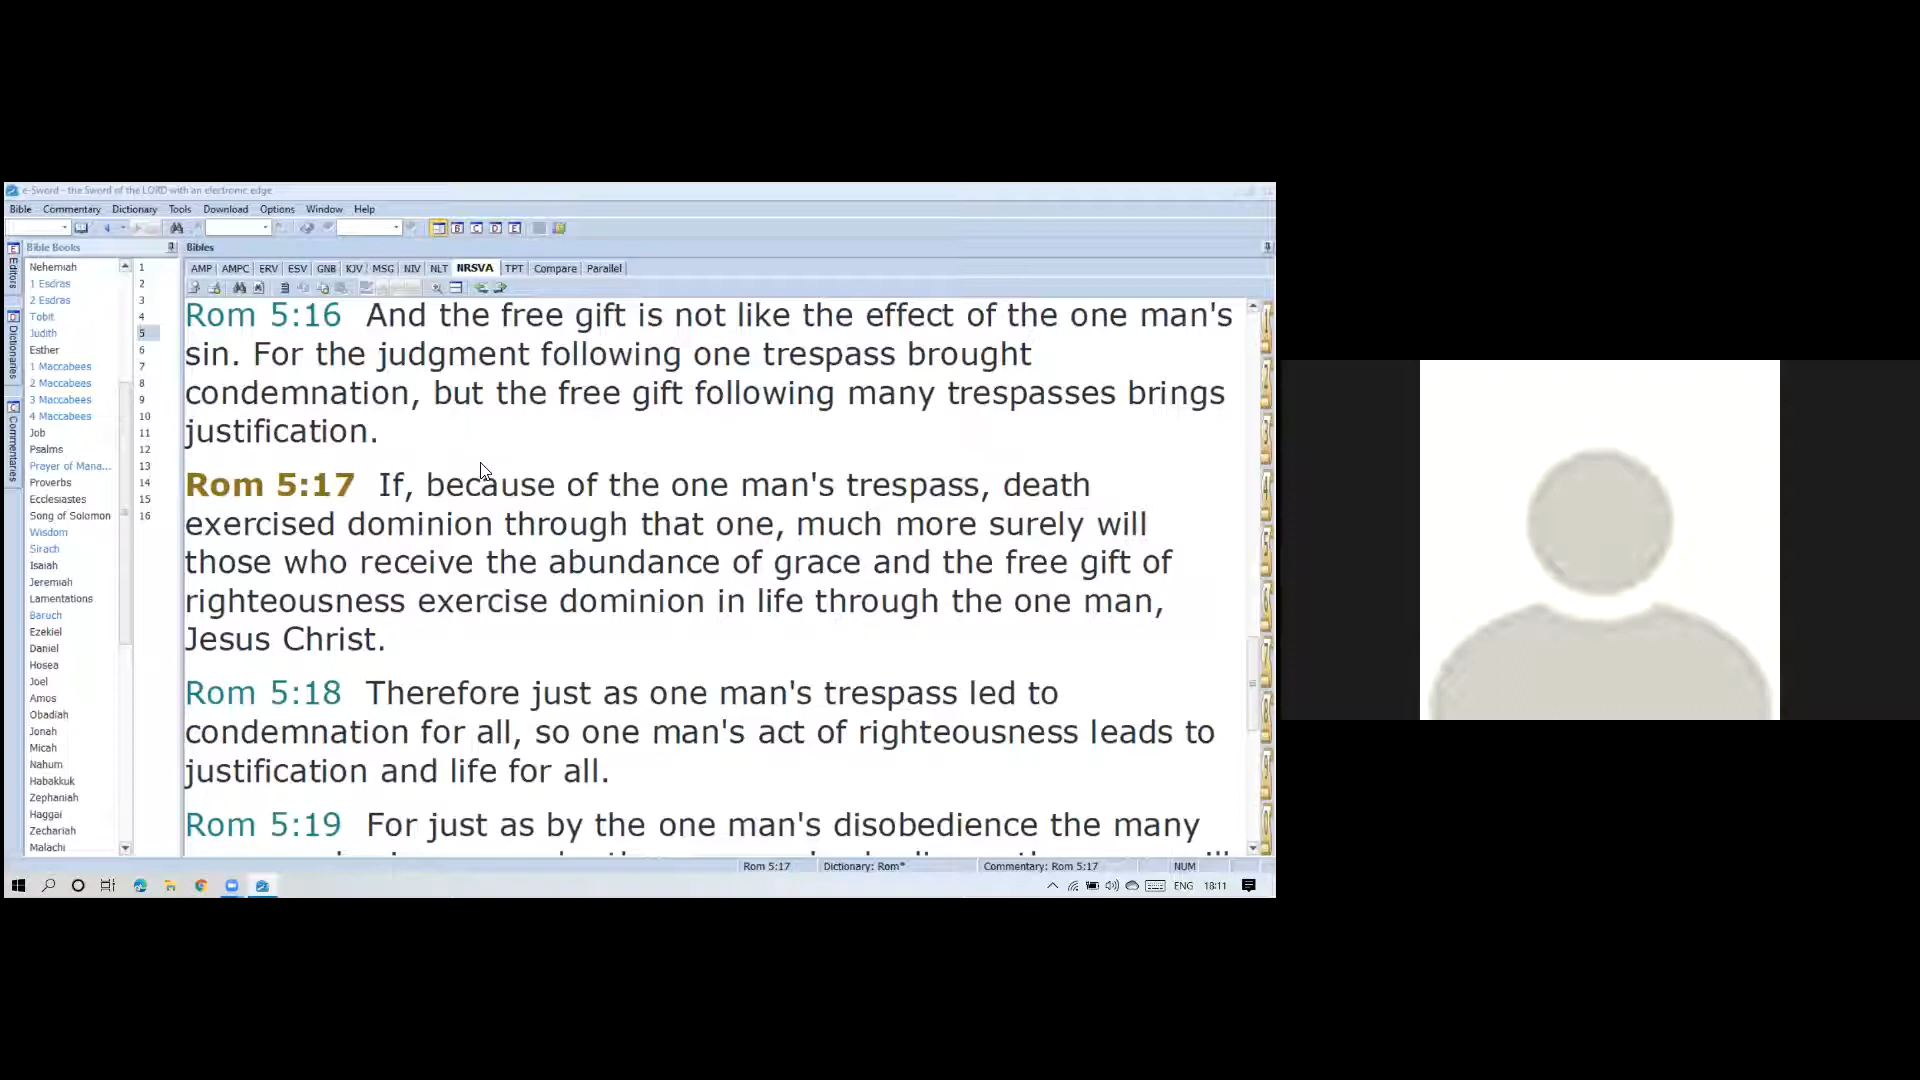 e-Sword - the Sword of the LORD with an electronic edge
Bible Commentary Dictionary Tools Download Options Window Help
Bible Books
Bibles
AMP AMPC ERV ESV GNB KJV MSG NIV NLT NRSVA TPT Compare Parallel
Editors
Dictionaries
Commentaries
Nehemiah
1 Esdras
2 Esdras
Tobit
Judith
Esther
1 Maccabees
2 Maccabees
3 Maccabees
4 Maccabees
Job
Psalms
Prayer of Mana...
Proverbs
Ecclesiastes
Song of Solomon
Wisdom
Sirach
Isaiah
Jeremiah
Lamentations
Baruch
Ezekiel
Daniel
Hosea
Joel
Amos
Obadiah
Jonah
Micah
Nahum
Habakkuk
Zephaniah
Haggai
Zechariah
Malachi
1
2
3
4
5
6
7
8
9
10
11
12
13
14
15
16
Rom 5:16 And the free gift is not like the effect of the one man's
sin. For the judgment following one trespass brought
condemnation, but the free gift following many trespasses brings
justification.
Rom 5:17 If, because of the one man's trespass, death
exercised dominion through that one, much more surely will
those who receive the abundance of grace and the free gift of
righteousness exercise dominion in life through the one man,
Jesus Christ.
Rom 5:18 Therefore just as one man's trespass led to
condemnation for all, so one man's act of righteousness leads to
justification and life for all.
Rom 5:19 For just as by the one man's disobedience the many
Rom 5:17 Dictionary: Rom* Commentary: Rom 5:17 NUM
ENG 18:11